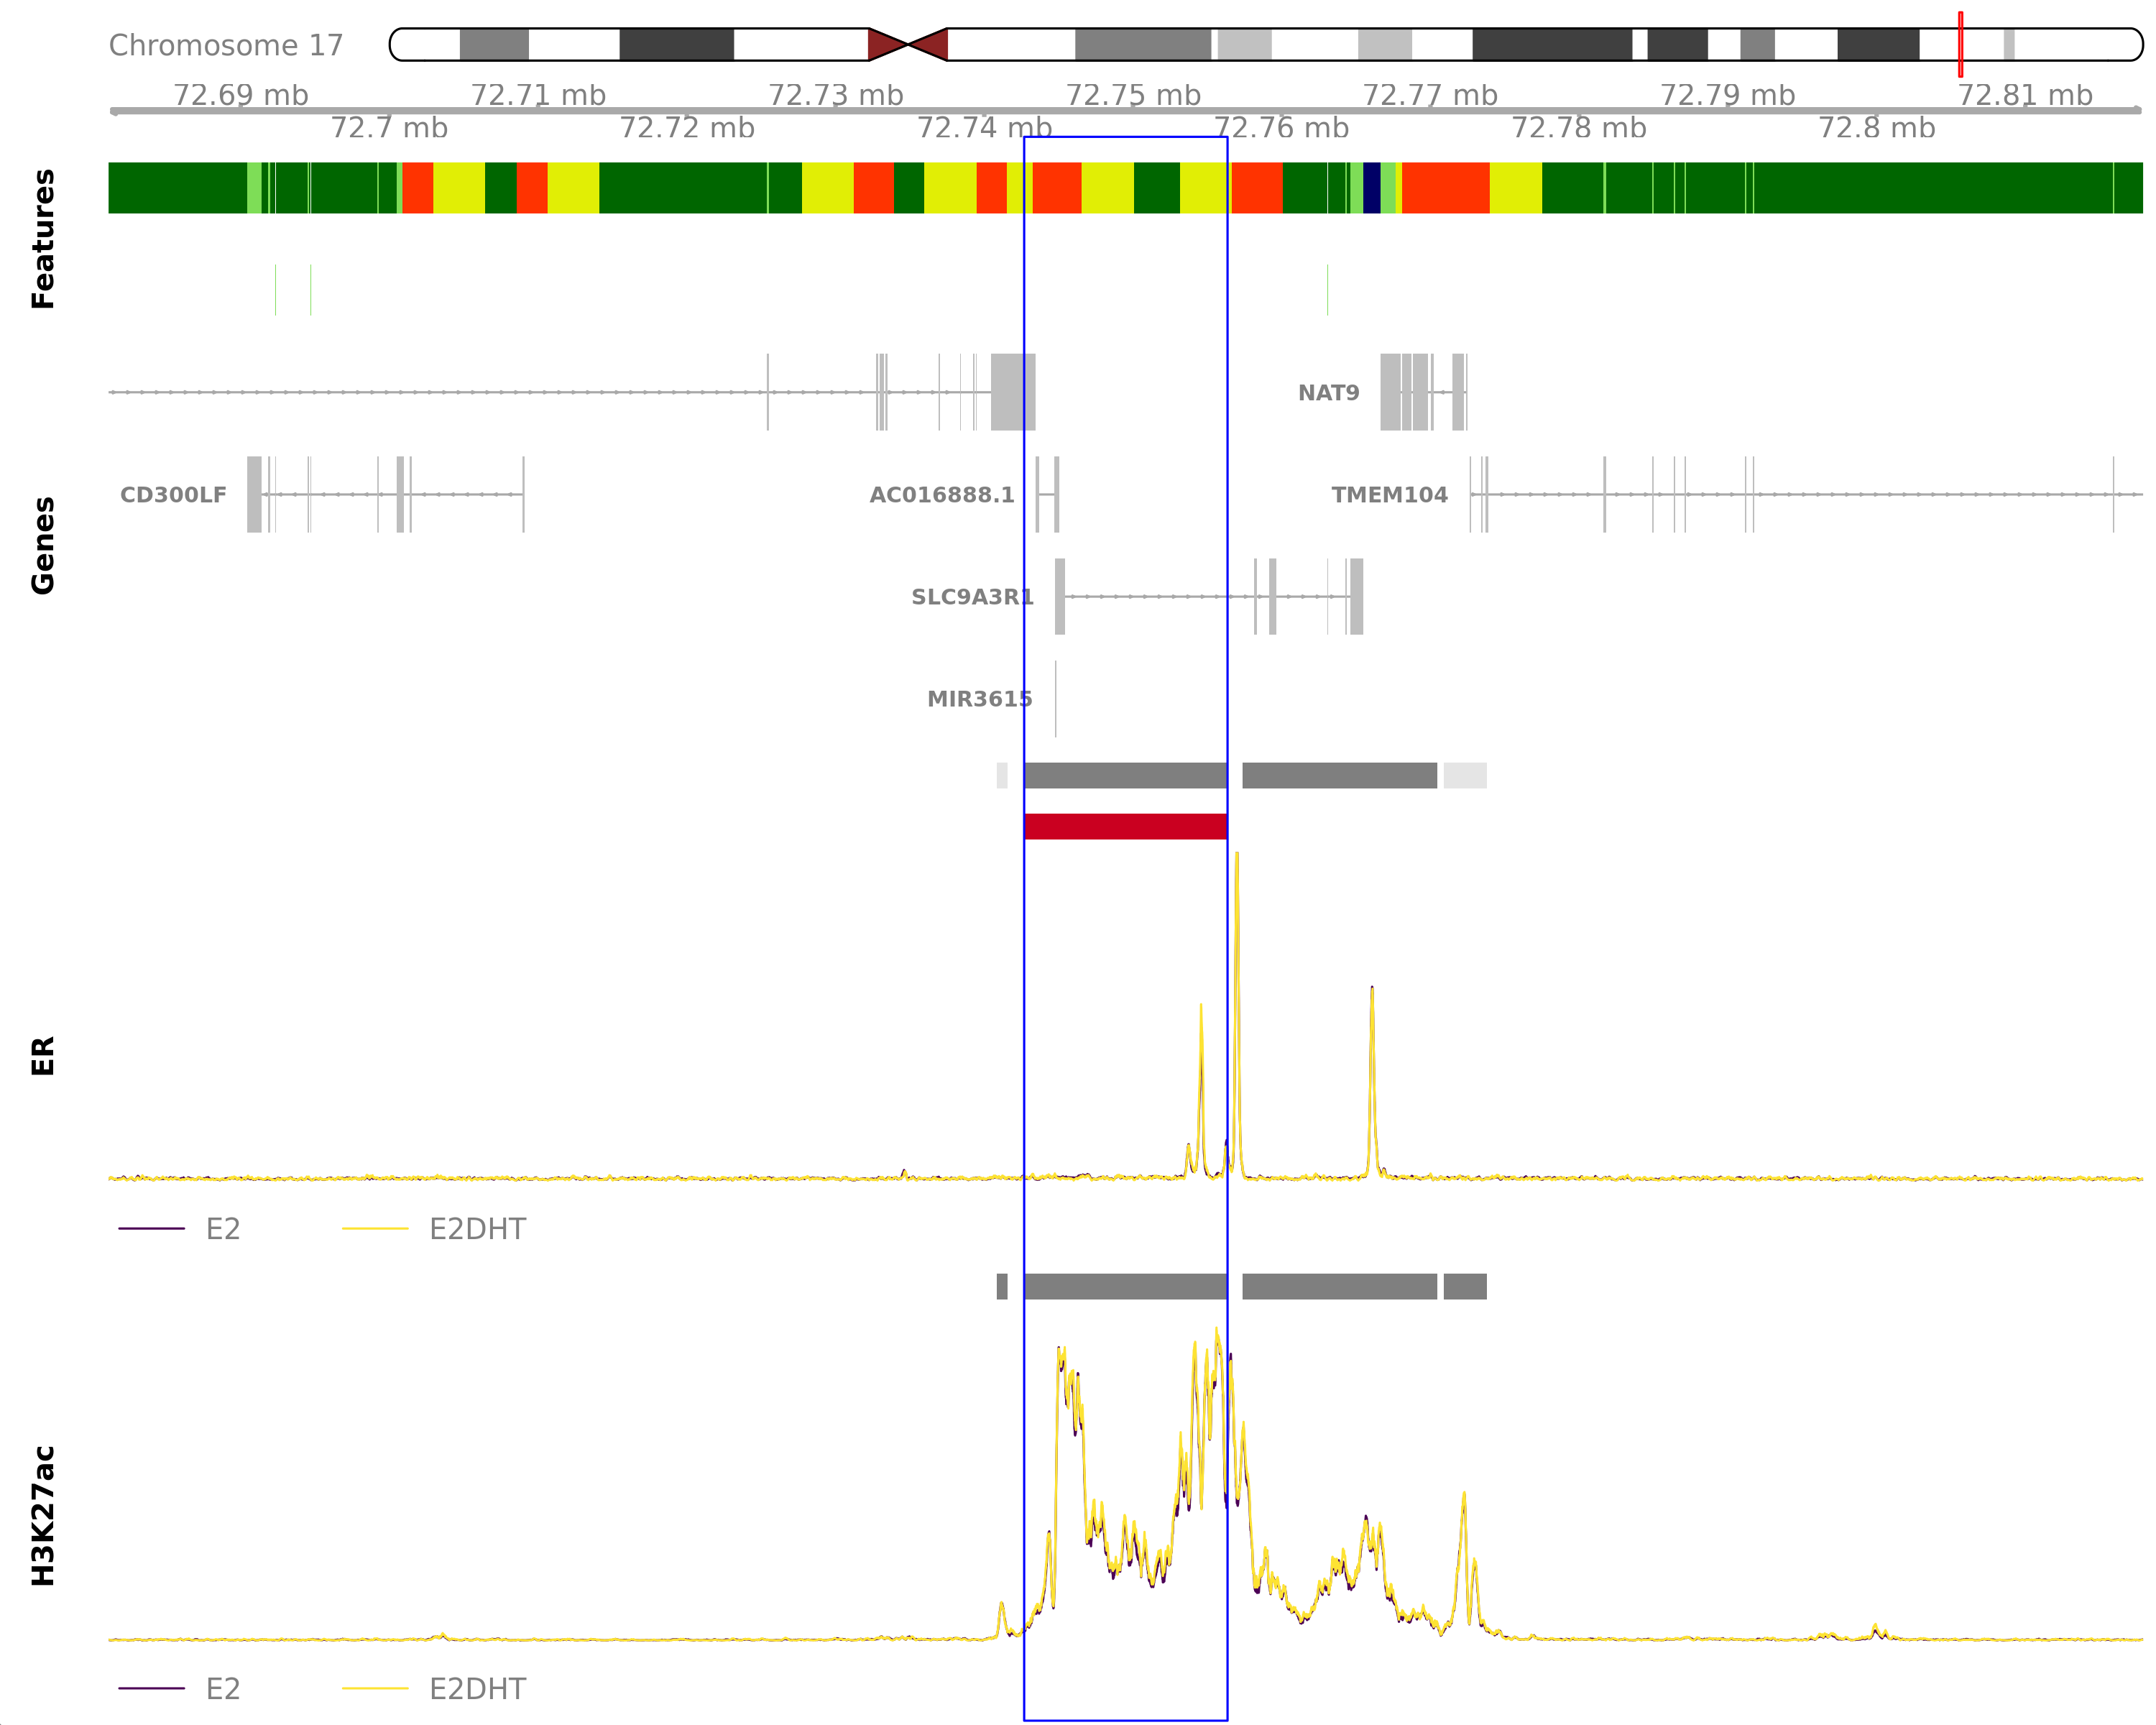 Chromosome 17
72.69 mb 72.71 mb 72.73 mb 72.75 mb 72.77 mb 72.79 mb 72.81 mb
72.7 mb 72.72 mb 72.74 mb 72.76 mb 72.78 mb 72.8 mb
Features
Genes
NAT9
CD300LF AC016888.1 TMEM104
SLC9A3R1
MIR3615
ER
E2 E2DHT
H3K27ac
E2 E2DHT